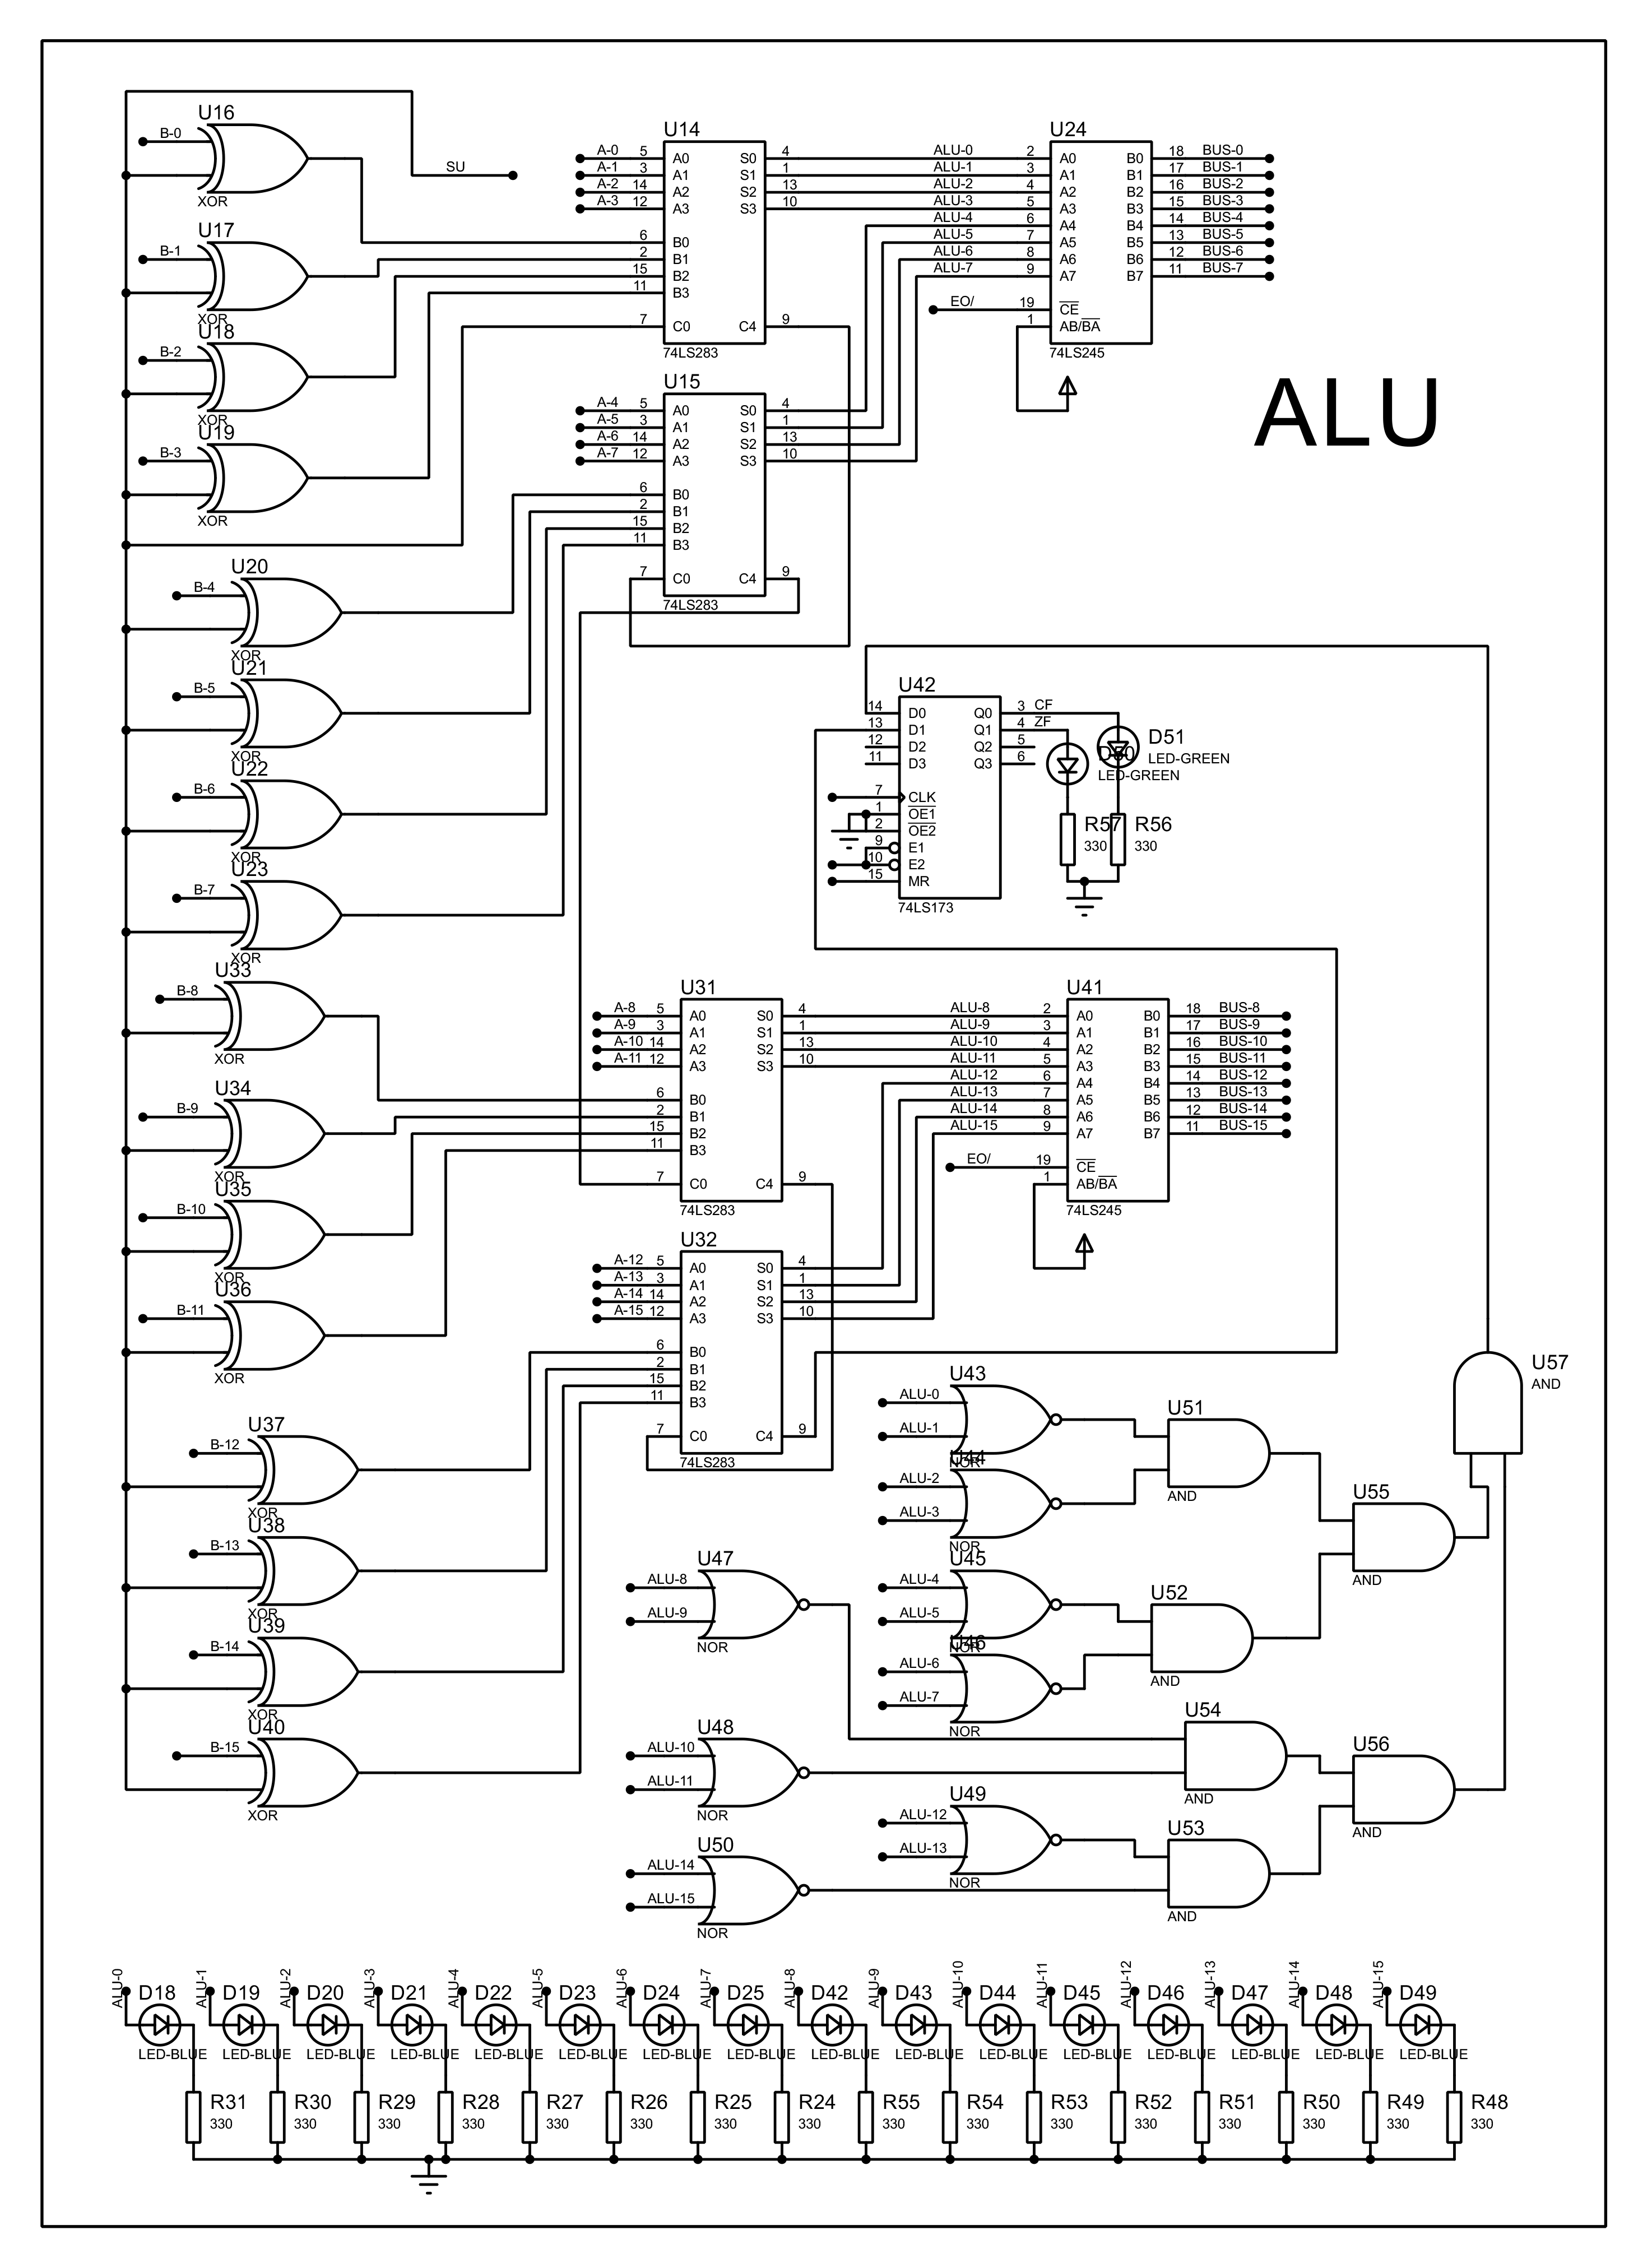 ALU
U16
B-0
XOR
SU
U17
B-1
XOR
U18
B-2
XOR
U19
B-3
XOR
U20
B-4
XOR
U21
B-5
XOR
U22
B-6
XOR
U23
B-7
XOR
U33
B-8
XOR
U34
B-9
XOR
U35
B-10
XOR
U36
B-11
XOR
U37
B-12
XOR
U38
B-13
XOR
U39
B-14
XOR
U40
B-15
XOR
U14
A-0 5 A0 S0 4
A-1 3 A1 S1 1
A-2 14 A2 S2 13
A-3 12 A3 S3 10
6 B0
2 B1
15 B2
11 B3
7 C0 C4 9
74LS283
U24
ALU-0 2 A0 B0 18 BUS-0
ALU-1 3 A1 B1 17 BUS-1
ALU-2 4 A2 B2 16 BUS-2
ALU-3 5 A3 B3 15 BUS-3
ALU-4 6 A4 B4 14 BUS-4
ALU-5 7 A5 B5 13 BUS-5
ALU-6 8 A6 B6 12 BUS-6
ALU-7 9 A7 B7 11 BUS-7
EO/ 19 CE
1 AB/BA
74LS245
U15
A-4 5 A0 S0 4
A-5 3 A1 S1 1
A-6 14 A2 S2 13
A-7 12 A3 S3 10
6 B0
2 B1
15 B2
11 B3
7 C0 C4 9
74LS283
U42
14 D0 Q0 3 CF
13 D1 Q1 4 ZF
12 D2 Q2 5
11 D3 Q3 6
7 CLK
1 OE1
2 OE2
9 E1
10 E2
15 MR
74LS173
D51
LED-GREEN
D50
LED-GREEN
R57
330
R56
330
U31
A-8 5 A0 S0 4
A-9 3 A1 S1 1
A-10 14 A2 S2 13
A-11 12 A3 S3 10
6 B0
2 B1
15 B2
11 B3
7 C0 C4 9
74LS283
U41
ALU-8 2 A0 B0 18 BUS-8
ALU-9 3 A1 B1 17 BUS-9
ALU-10 4 A2 B2 16 BUS-10
ALU-11 5 A3 B3 15 BUS-11
ALU-12 6 A4 B4 14 BUS-12
ALU-13 7 A5 B5 13 BUS-13
ALU-14 8 A6 B6 12 BUS-14
ALU-15 9 A7 B7 11 BUS-15
EO/ 19 CE
1 AB/BA
74LS245
U32
A-12 5 A0 S0 4
A-13 3 A1 S1 1
A-14 14 A2 S2 13
A-15 12 A3 S3 10
6 B0
2 B1
15 B2
11 B3
7 C0 C4 9
74LS283
U43
ALU-0
ALU-1
NOR
U44
ALU-2
ALU-3
NOR
U45
ALU-4
ALU-5
NOR
U46
ALU-6
ALU-7
NOR
U47
ALU-8
ALU-9
NOR
U48
ALU-10
ALU-11
NOR
U49
ALU-12
ALU-13
NOR
U50
ALU-14
ALU-15
NOR
U51
AND
U52
AND
U53
AND
U54
AND
U55
AND
U56
AND
U57
AND
ALU-0 ALU-1 ALU-2 ALU-3 ALU-4 ALU-5 ALU-6 ALU-7 ALU-8 ALU-9 ALU-10 ALU-11 ALU-12 ALU-13 ALU-14 ALU-15
D18 D19 D20 D21 D22 D23 D24 D25 D42 D43 D44 D45 D46 D47 D48 D49
LED-BLUE LED-BLUE LED-BLUE LED-BLUE LED-BLUE LED-BLUE LED-BLUE LED-BLUE LED-BLUE LED-BLUE LED-BLUE LED-BLUE LED-BLUE LED-BLUE LED-BLUE LED-BLUE
R31 R30 R29 R28 R27 R26 R25 R24 R55 R54 R53 R52 R51 R50 R49 R48
330 330 330 330 330 330 330 330 330 330 330 330 330 330 330 330